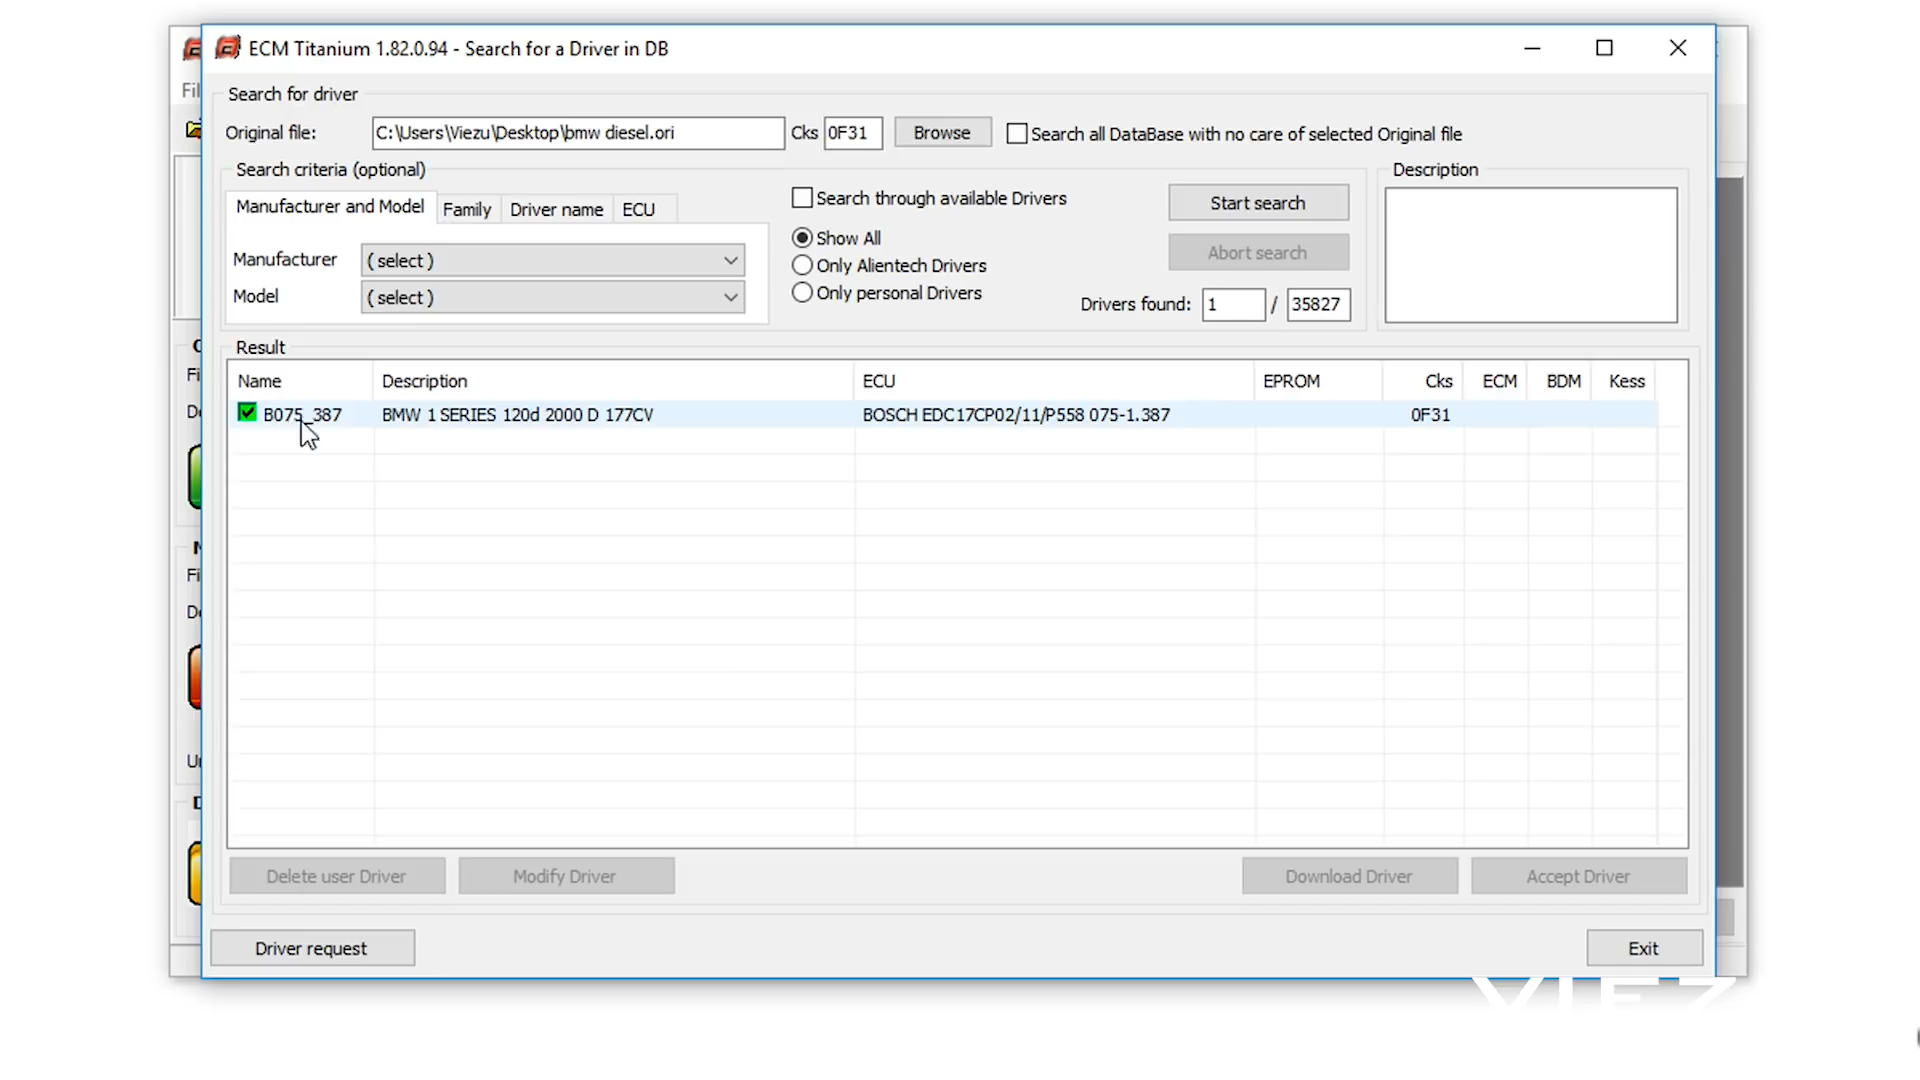 ECM Titanium 1.82.0.94 - Search for a Driver in DB
Fil
Search for driver
Original file: C:\Users\Viezu\Desktop\bmw diesel.ori Cks 0F31 Browse Search all DataBase with no care of selected Original file
Search criteria (optional)
Description
Manufacturer and Model Family Driver name ECU
Search through available Drivers
Start search
Show All
Manufacturer ( select )
Only Alientech Drivers
Abort search
Model ( select )
Only personal Drivers
Drivers found: 1 / 35827
Result
Name Description ECU EPROM Cks ECM BDM Kess
B075_387 BMW 1 SERIES 120d 2000 D 177CV BOSCH EDC17CP02/11/P558 075-1.387 0F31
Fi
De
Fi
De
Delete user Driver Modify Driver Download Driver Accept Driver
Driver request Exit